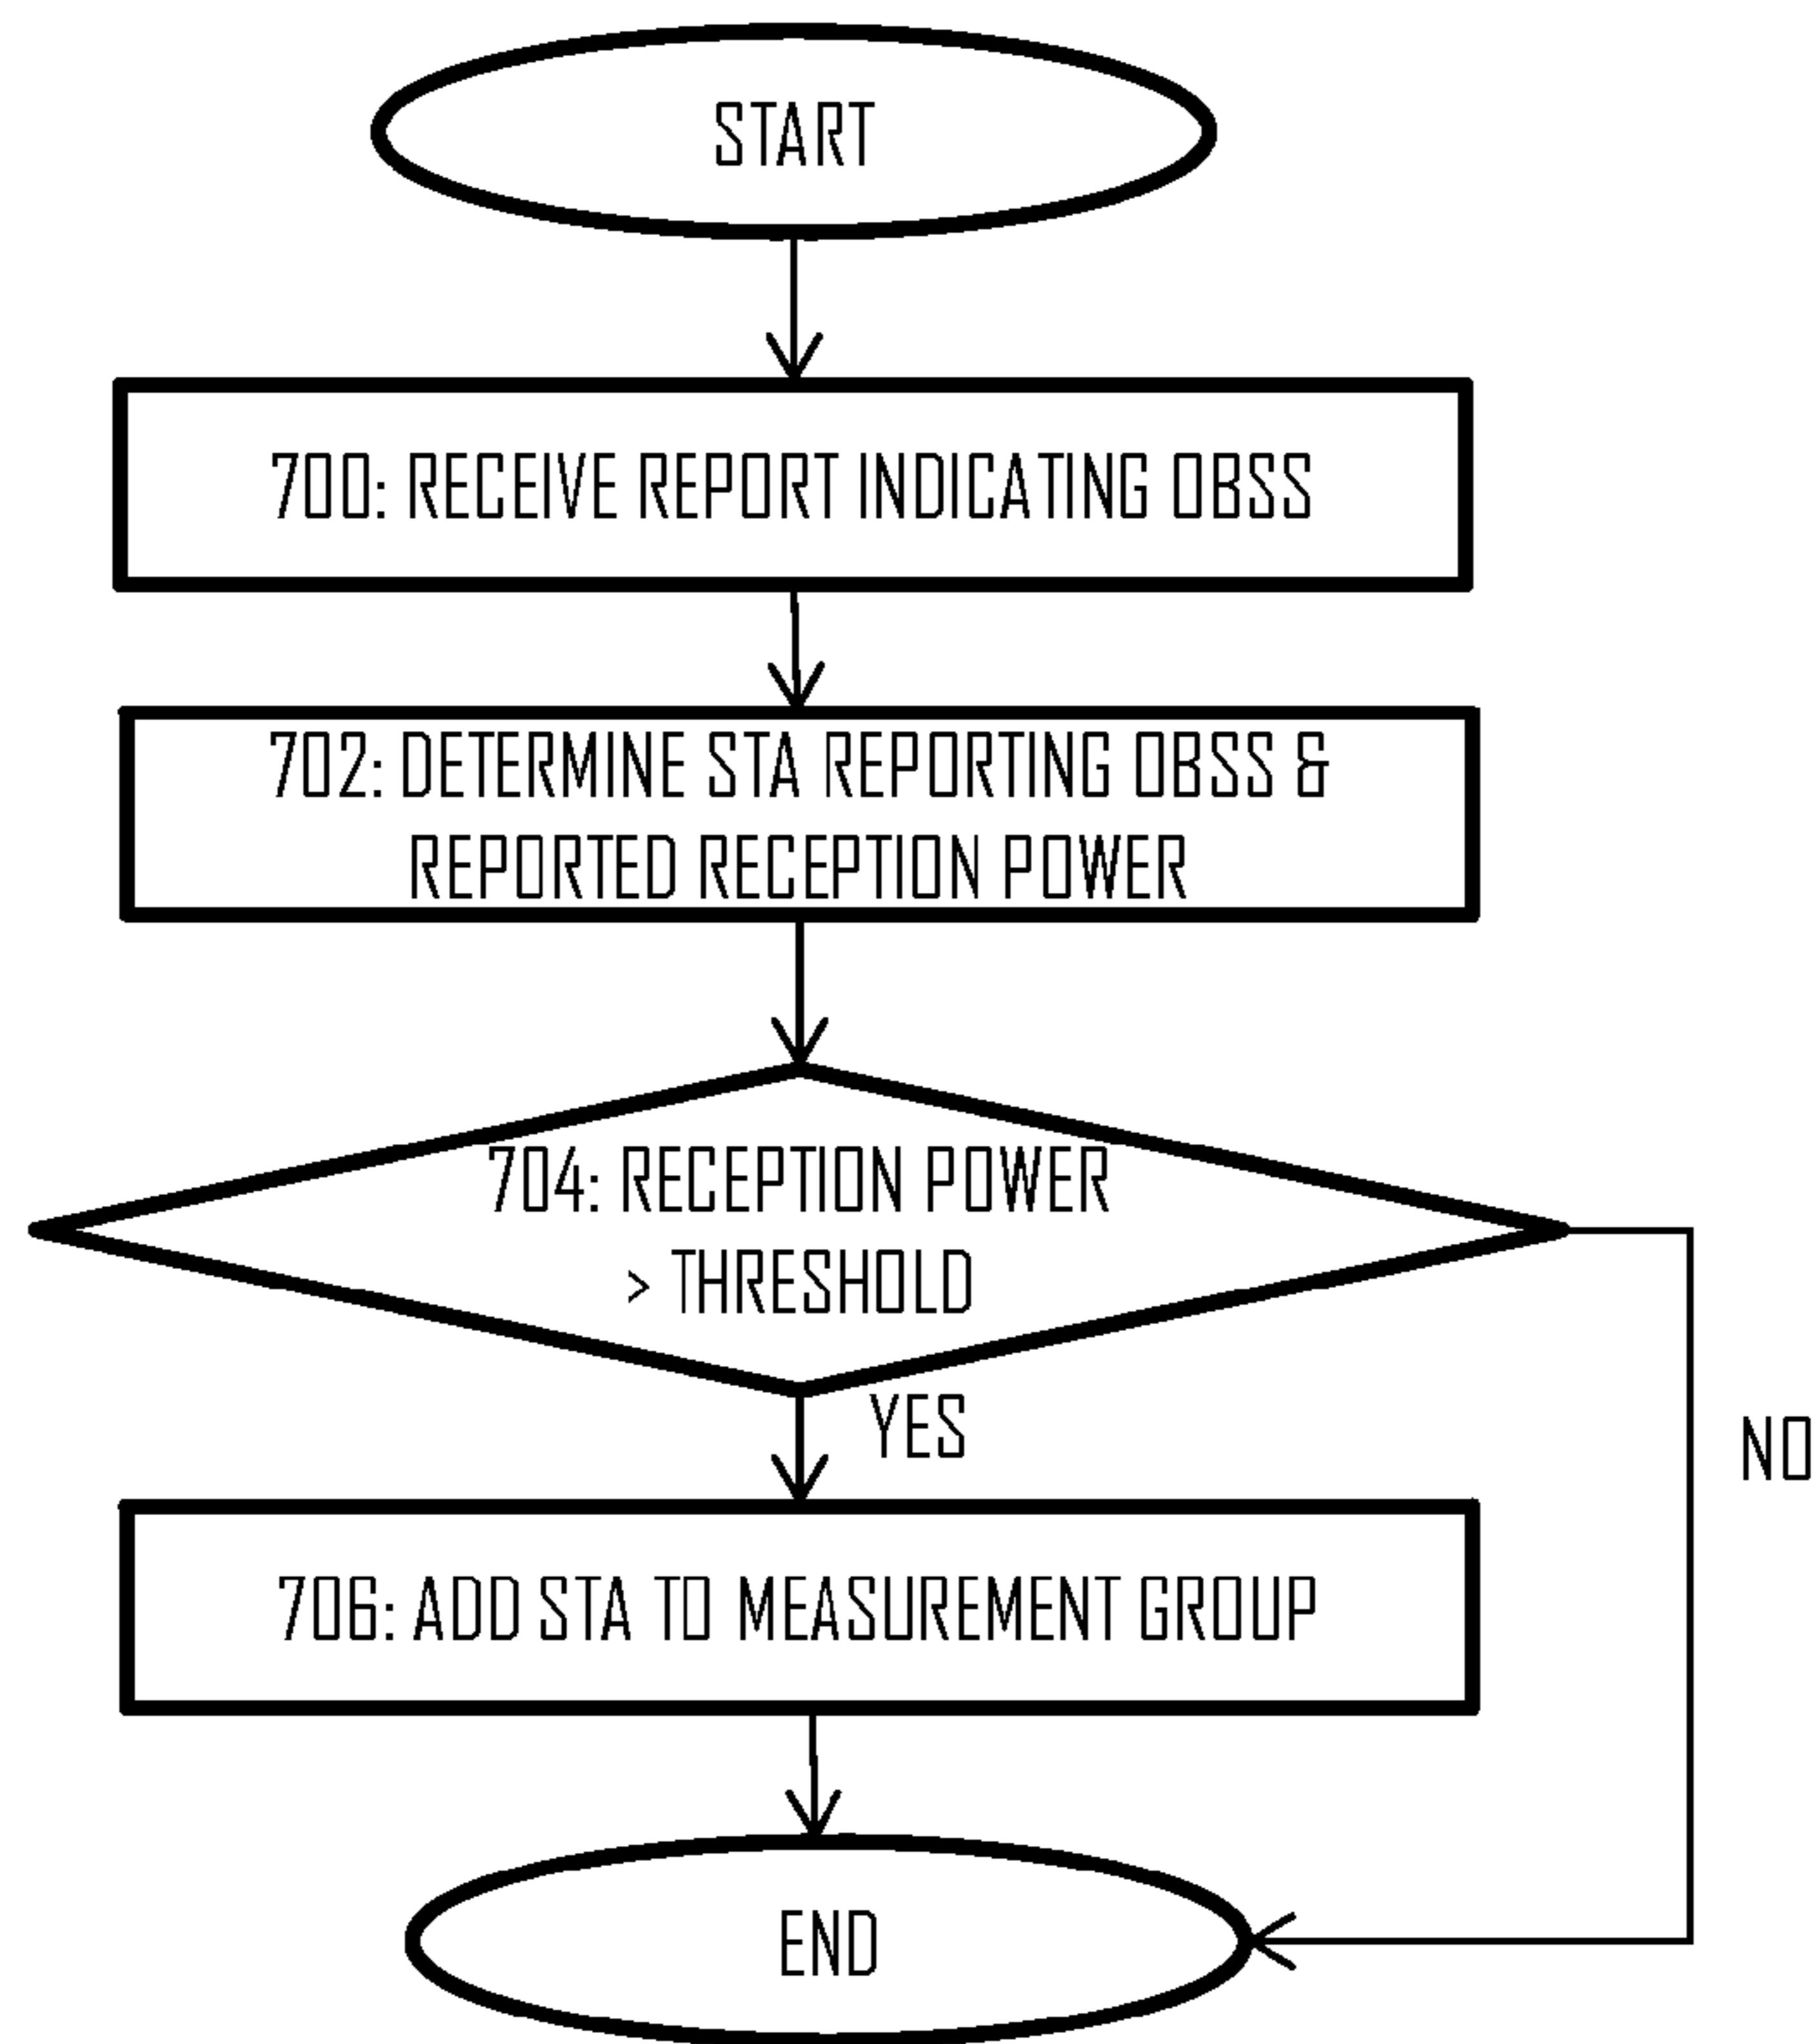 START
700: RECEIVE REPORT INDICATING OBSS
702: DETERMINE STA REPORTING OBSS &
REPORTED RECEPTION POWER
704: RECEPTION POWER
> THRESHOLD
YES
NO
706: ADD STA TO MEASUREMENT GROUP
END